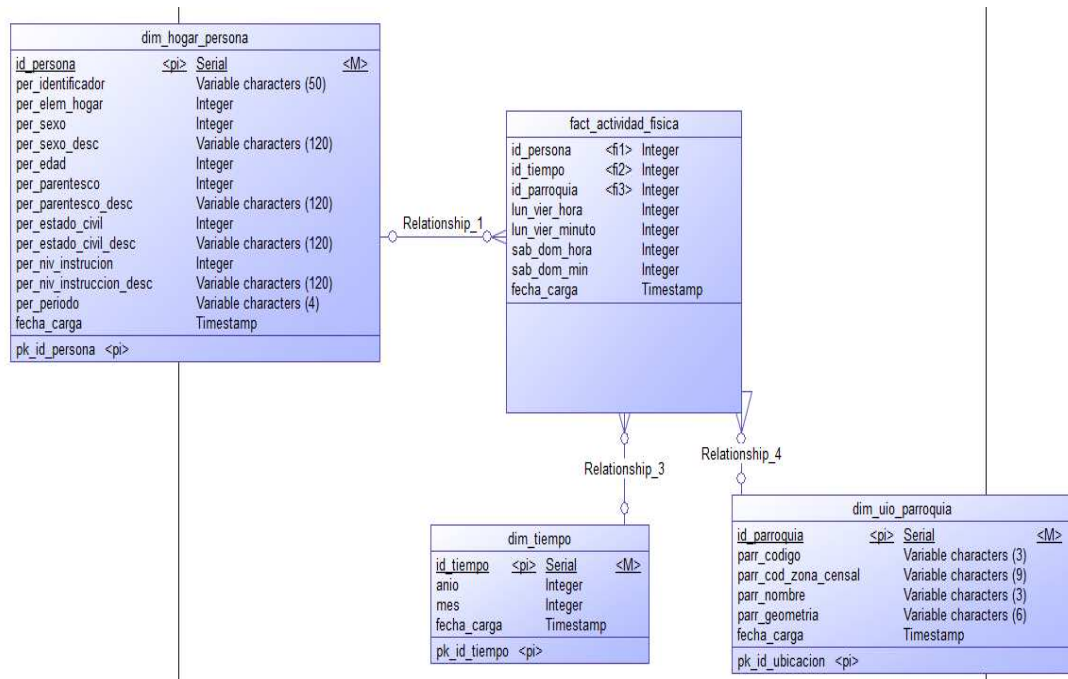 dim_hogar_persona
id_persona <pi> Serial <M>
per_identificador Variable characters (50)
per_elem_hogar Integer
per_sexo Integer
per_sexo_desc Variable characters (120)
per_edad Integer
per_parentesco Integer
per_parentesco_desc Variable characters (120)
per_estado_civil Integer
per_estado_civil_desc Variable characters (120)
per_niv_instrucion Integer
per_niv_instruccion_desc Variable characters (120)
per_periodo Variable characters (4)
fecha_carga Timestamp
pk_id_persona <pi>
Relationship_1
fact_actividad_fisica
id_persona <fi1> Integer
id_tiempo <fi2> Integer
id_parroquia <fi3> Integer
lun_vier_hora Integer
lun_vier_minuto Integer
sab_dom_hora Integer
sab_dom_min Integer
fecha_carga Timestamp
Relationship_3
Relationship_4
dim_tiempo
id_tiempo <pi> Serial <M>
anio Integer
mes Integer
fecha_carga Timestamp
pk_id_tiempo <pi>
dim_uio_parroquia
id_parroquia <pi> Serial <M>
parr_codigo Variable characters (3)
parr_cod_zona_censal Variable characters (9)
parr_nombre Variable characters (3)
parr_geometria Variable characters (6)
fecha_carga Timestamp
pk_id_ubicacion <pi>